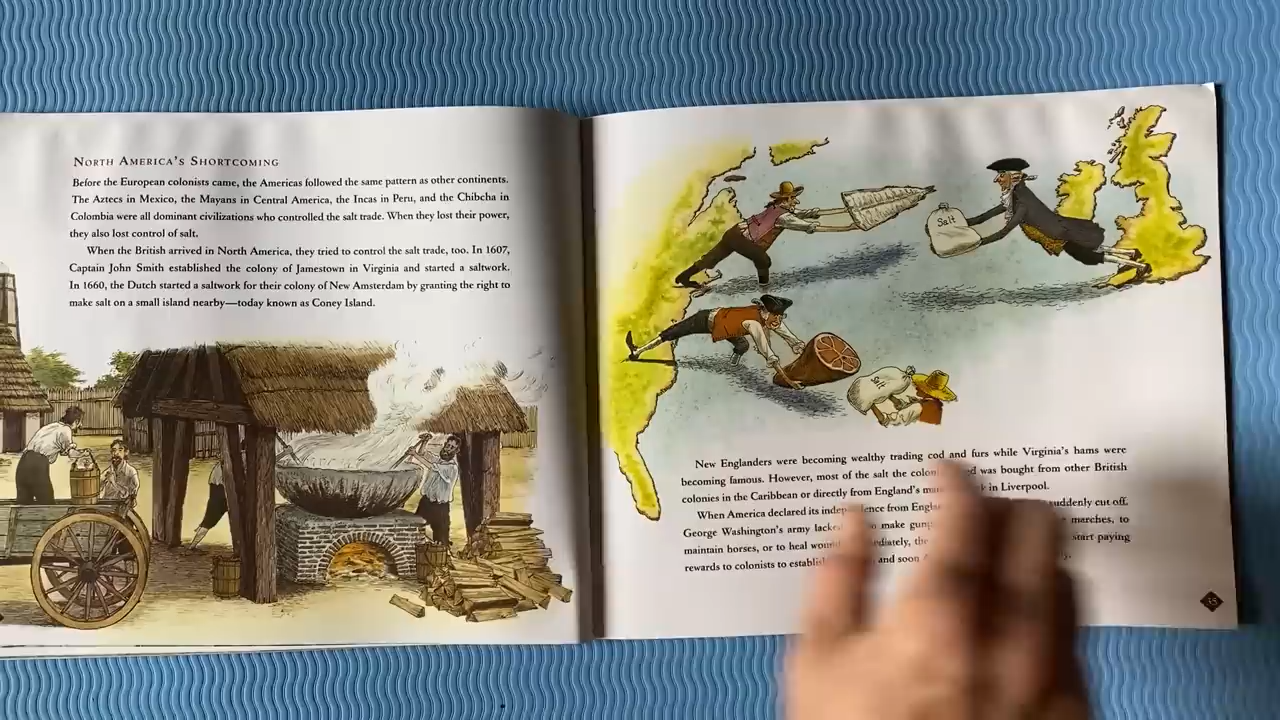 NORTH AMERICA'S SHORTCOMING
Before the European colonists came, the Americas followed the same pattern as other continents.
The Aztecs in Mexico, the Mayans in Central America, the Incas in Peru, and the Chibcha in
Colombia were all dominant civilizations who controlled the salt trade. When they lost their power,
they also lost control of salt.
When the British arrived in North America, they tried to control the salt trade, too. In 1607,
Captain John Smith established the colony of Jamestown in Virginia and started a saltwork.
In 1660, the Dutch started a saltwork for their colony of New Amsterdam by granting the right to
make salt on a small island nearby—today known as Coney Island.
Salt
Salt
New Englanders were becoming wealthy trading cod and furs while Virginia's hams were
becoming famous. However, most of the salt the was bought from other British
colonies in the Caribbean or directly from England's in Liverpool.
When America declared its from suddenly cut off.
George Washington's army make marches, to
maintain horses, or to heal start paying
rewards to colonists to and soon
35